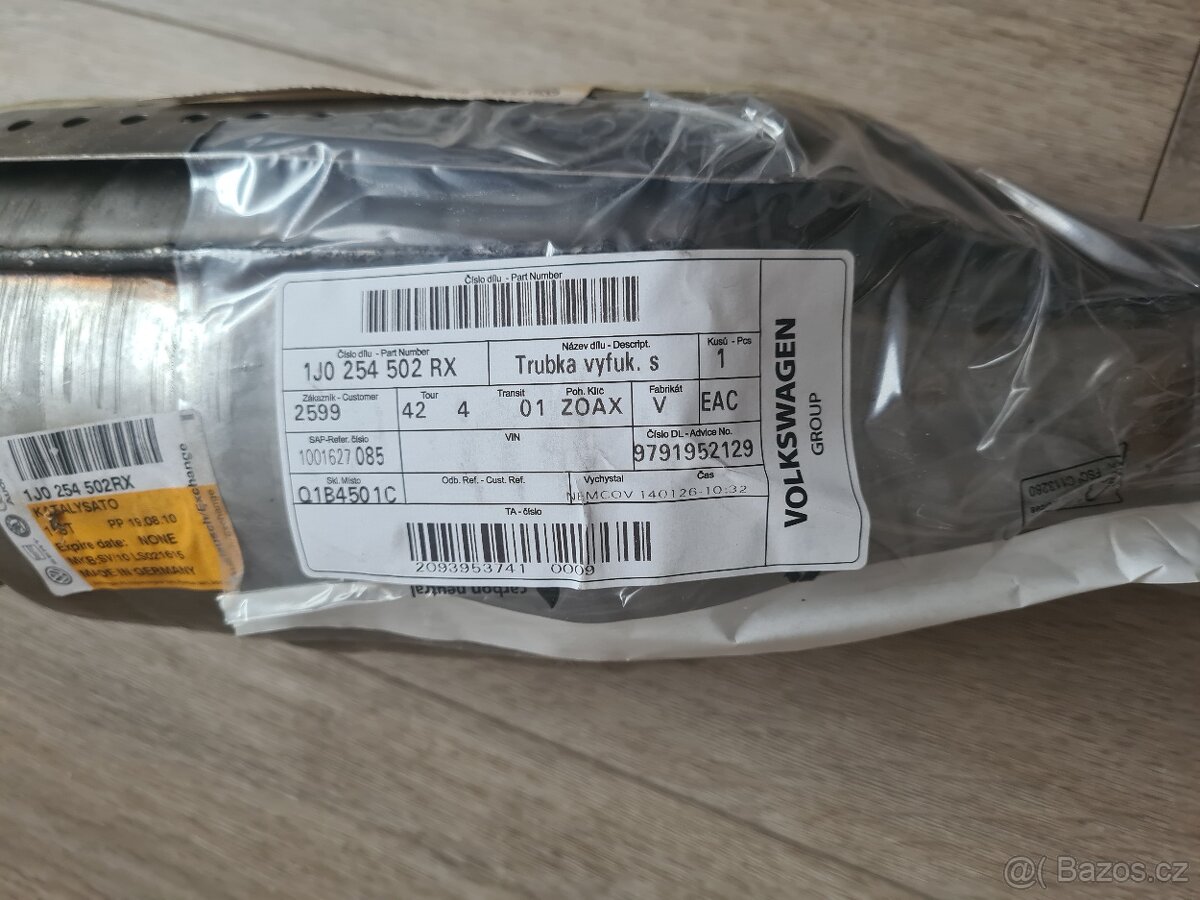 Číslo dílu - Part Number
Číslo dílu - Part Number
1J0 254 502 RX
Název dílu - Descript.
Trubka vyfuk. s
Kusů - Pcs
1
Zákazník - Customer
2599
Tour
42 4
Transit
01
Poh. Klíč
ZOAX
Fabrikát
V
EAC
SAP-Refer. číslo
1001627 085
VIN
Číslo DL - Advice No.
9791952129
Skl. Místo
Q1B4501C
Odb. Ref. - Cust. Ref.
Vychystal
Čas
NEMCOV 140126-10:32
TA - číslo
2093953741 0009
VOLKSWAGEN
GROUP
1J0 254 502RX
KATALYSATO
PP 19.08.10
Expire date: NONE
MADE IN GERMANY
carbon neutral
@( Bazos.cz